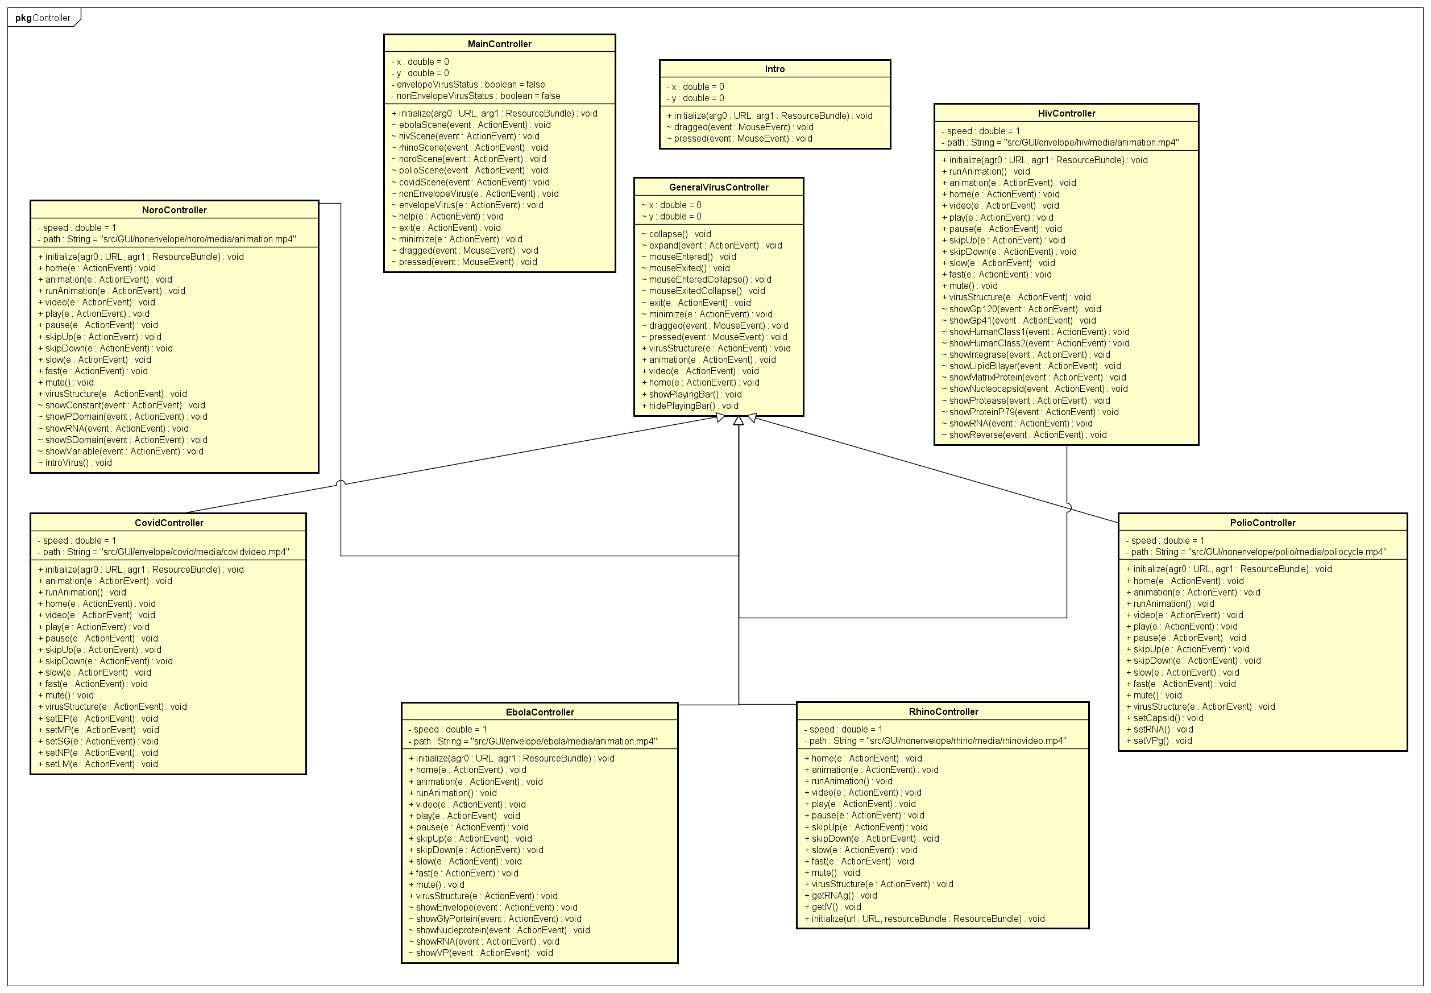 pkg Controller
MainController
- x : double = 0
- y : double = 0
- envelopeVirusStatus : boolean = false
- nonEnvelopeVirusStatus : boolean = false
+ initialize(arg0 : URL, arg1 : ResourceBundle) : void
~ ebolaScene(event : ActionEvent) : void
~ hivScene(event : ActionEvent) : void
~ rhinoScene(event : ActionEvent) : void
~ noroScene(event : ActionEvent) : void
~ polioScene(event : ActionEvent) : void
~ covidScene(event : ActionEvent) : void
~ nonEnvelopeVirus(e : ActionEvent) : void
~ envelopeVirus(e : ActionEvent) : void
~ help(e : ActionEvent) : void
~ exit(e : ActionEvent) : void
~ minimize(e : ActionEvent) : void
~ dragged(event : MouseEvent) : void
~ pressed(event : MouseEvent) : void
Intro
- x : double = 0
- y : double = 0
+ initialize(arg0 : URL, arg1 : ResourceBundle) : void
~ dragged(event : MouseEvent) : void
~ pressed(event : MouseEvent) : void
HivController
- speed : double = 1
- path : String = "src/GUI/envelope/hiv/media/animation.mp4"
+ initialize(agr0 : URL, agr1 : ResourceBundle) : void
+ runAnimation() : void
+ animation(e : ActionEvent) : void
+ home(e : ActionEvent) : void
+ video(e : ActionEvent) : void
+ play(e : ActionEvent) : void
+ pause(e : ActionEvent) : void
+ skipUp(e : ActionEvent) : void
+ skipDown(e : ActionEvent) : void
+ slow(e : ActionEvent) : void
+ fast(e : ActionEvent) : void
+ mute() : void
+ virusStructure(e : ActionEvent) : void
~ showGp120(event : ActionEvent) : void
~ showGp41(event : ActionEvent) : void
~ showHumanClass1(event : ActionEvent) : void
~ showHumanClass2(event : ActionEvent) : void
~ showIntegrase(event : ActionEvent) : void
~ showLipidBilayer(event : ActionEvent) : void
~ showMatrixProtein(event : ActionEvent) : void
~ showNucleocapsid(event : ActionEvent) : void
~ showProtease(event : ActionEvent) : void
~ showProteinP79(event : ActionEvent) : void
~ showRNA(event : ActionEvent) : void
~ showReverse(event : ActionEvent) : void
GeneralVirusController
~ x : double = 0
~ y : double = 0
~ collapse() : void
~ expand(event : ActionEvent) : void
~ mouseEntered() : void
~ mouseExited() : void
~ mouseEnteredCollapse() : void
~ mouseExitedCollapse() : void
~ exit(e : ActionEvent) : void
~ minimize(e : ActionEvent) : void
~ dragged(event : MouseEvent) : void
~ pressed(event : MouseEvent) : void
+ virusStructure(e : ActionEvent) : void
+ animation(e : ActionEvent) : void
+ video(e : ActionEvent) : void
+ home(e : ActionEvent) : void
+ showPlayingBar() : void
+ hidePlayingBar() : void
NoroController
- speed : double = 1
- path : String = "src/GUI/nonenvelope/noro/media/animation.mp4"
+ initialize(agr0 : URL, agr1 : ResourceBundle) : void
+ home(e : ActionEvent) : void
+ animation(e : ActionEvent) : void
+ runAnimation(e : ActionEvent) : void
+ video(e : ActionEvent) : void
+ play(e : ActionEvent) : void
+ pause(e : ActionEvent) : void
+ skipUp(e : ActionEvent) : void
+ skipDown(e : ActionEvent) : void
+ slow(e : ActionEvent) : void
+ fast(e : ActionEvent) : void
+ mute() : void
+ virusStructure(e : ActionEvent) : void
~ showConstant(event : ActionEvent) : void
~ showPDomain(event : ActionEvent) : void
~ showRNA(event : ActionEvent) : void
~ showSDomain(event : ActionEvent) : void
~ showVariable(event : ActionEvent) : void
~ introVirus() : void
CovidController
- speed : double = 1
- path : String = "src/GUI/envelope/covid/media/covidvideo.mp4"
+ initialize(agr0 : URL, agr1 : ResourceBundle) : void
+ animation(e : ActionEvent) : void
+ runAnimation() : void
+ home(e : ActionEvent) : void
+ video(e : ActionEvent) : void
+ play(e : ActionEvent) : void
+ pause(e : ActionEvent) : void
+ skipUp(e : ActionEvent) : void
+ skipDown(e : ActionEvent) : void
+ slow(e : ActionEvent) : void
+ fast(e : ActionEvent) : void
+ mute() : void
+ virusStructure(e : ActionEvent) : void
+ setEP(e : ActionEvent) : void
+ setMP(e : ActionEvent) : void
+ setSG(e : ActionEvent) : void
+ setNP(e : ActionEvent) : void
+ setLM(e : ActionEvent) : void
PolioController
- speed : double = 1
- path : String = "src/GUI/nonenvelope/polio/media/poliocycle.mp4"
+ initialize(agr0 : URL, agr1 : ResourceBundle) : void
+ home(e : ActionEvent) : void
+ animation(e : ActionEvent) : void
+ runAnimation() : void
+ video(e : ActionEvent) : void
+ play(e : ActionEvent) : void
+ pause(e : ActionEvent) : void
+ skipUp(e : ActionEvent) : void
+ skipDown(e : ActionEvent) : void
+ slow(e : ActionEvent) : void
+ fast(e : ActionEvent) : void
+ mute() : void
+ virusStructure(e : ActionEvent) : void
+ setCapsid() : void
+ setRNA() : void
+ setVPg() : void
EbolaController
- speed : double = 1
- path : String = "src/GUI/envelope/ebola/media/animation.mp4"
+ initialize(agr0 : URL, agr1 : ResourceBundle) : void
+ home(e : ActionEvent) : void
+ animation(e : ActionEvent) : void
+ runAnimation() : void
+ video(e : ActionEvent) : void
+ play(e : ActionEvent) : void
+ pause(e : ActionEvent) : void
+ skipUp(e : ActionEvent) : void
+ skipDown(e : ActionEvent) : void
+ slow(e : ActionEvent) : void
+ fast(e : ActionEvent) : void
+ mute() : void
+ virusStructure(e : ActionEvent) : void
~ showEnvelope(event : ActionEvent) : void
~ showGlyPortein(event : ActionEvent) : void
~ showNucleprotein(event : ActionEvent) : void
~ showRNA(event : ActionEvent) : void
~ showVP(event : ActionEvent) : void
RhinoController
- speed : double = 1
- path : String = "src/GUI/nonenvelope/rhino/media/rhinovideo.mp4"
+ home(e : ActionEvent) : void
+ animation(e : ActionEvent) : void
+ runAnimation() : void
+ video(e : ActionEvent) : void
+ play(e : ActionEvent) : void
+ pause(e : ActionEvent) : void
+ skipUp(e : ActionEvent) : void
+ skipDown(e : ActionEvent) : void
+ slow(e : ActionEvent) : void
+ fast(e : ActionEvent) : void
+ mute() : void
+ virusStructure(e : ActionEvent) : void
+ getRNAg() : void
+ getIV() : void
+ initialize(url : URL, resourceBundle : ResourceBundle) : void